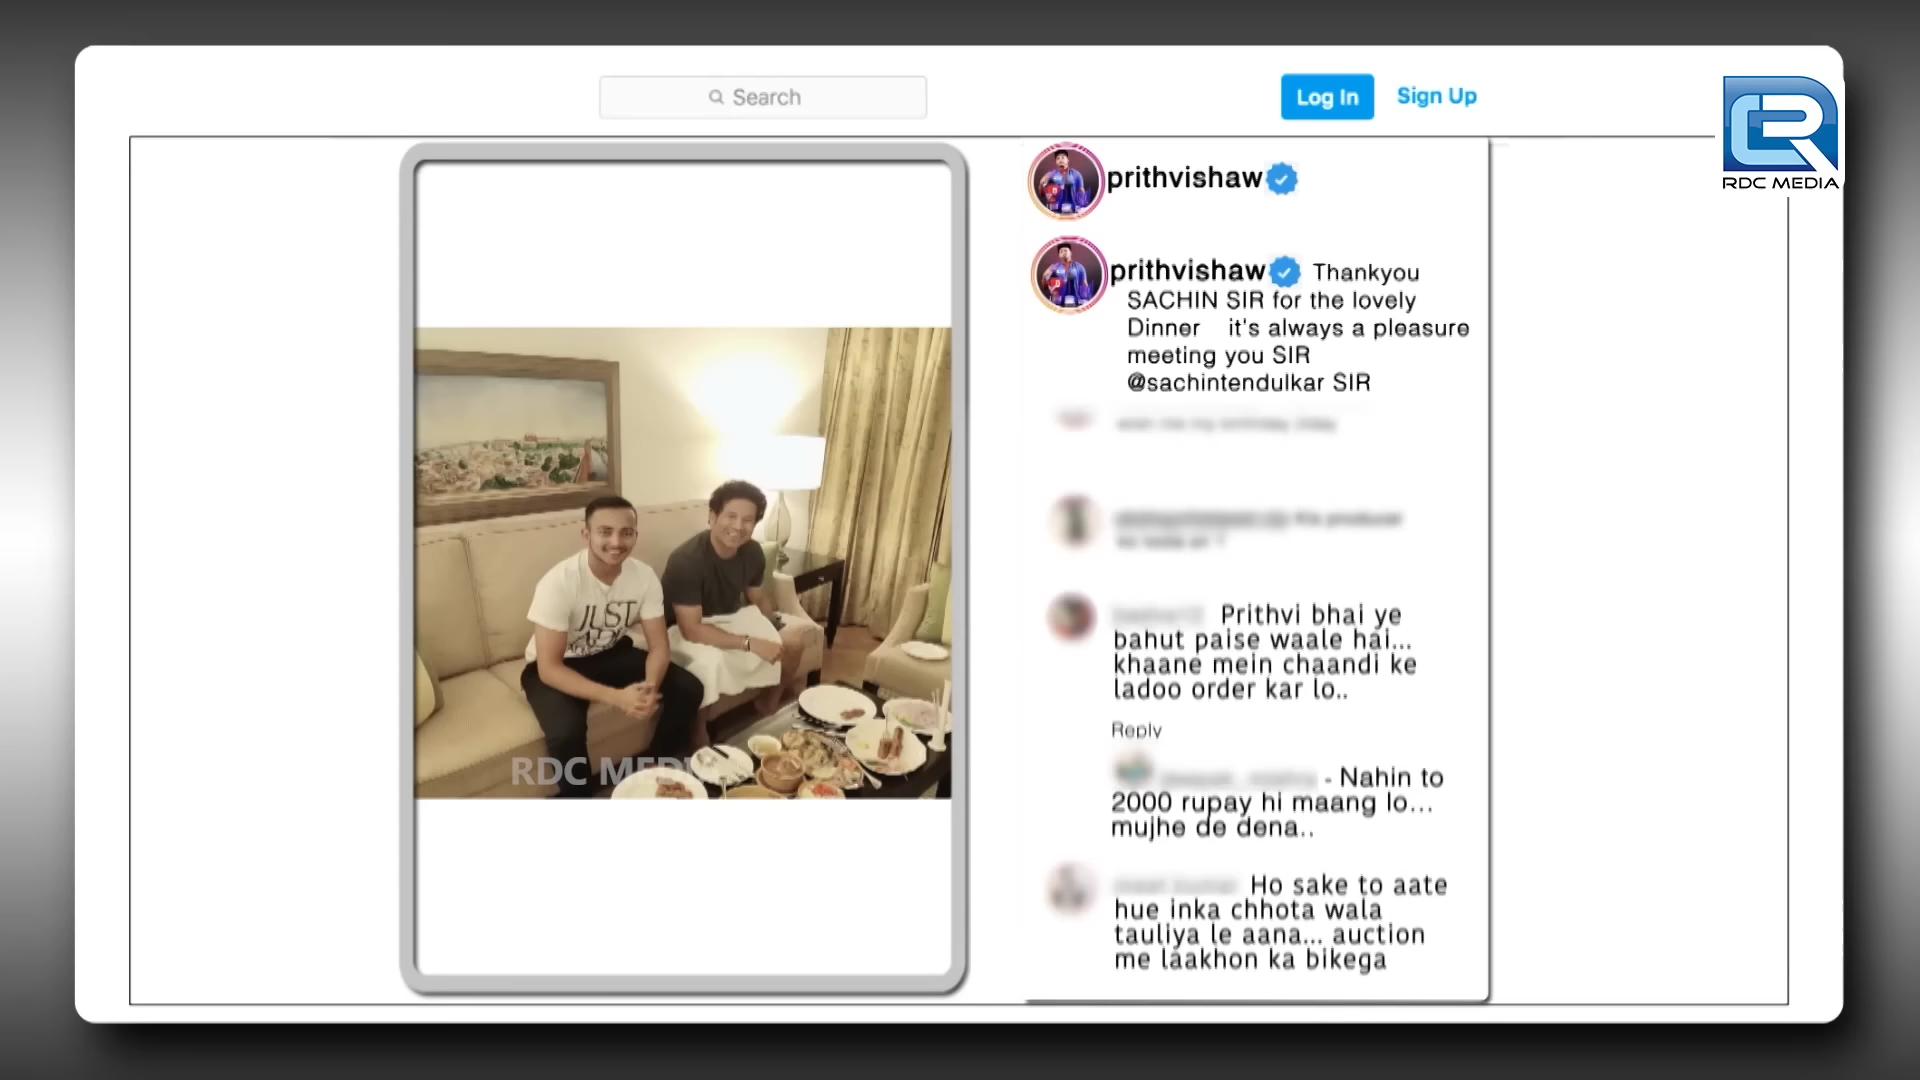 Search
Log In
Sign Up
RDC MEDIA
prithvishaw
prithvishaw Thankyou
SACHIN SIR for the lovely
Dinner it's always a pleasure
meeting you SIR
@sachintendulkar SIR
Prithvi bhai ye
bahut paise waale hai...
khaane mein chaandi ke
ladoo order kar lo..
Reply
- Nahin to
2000 rupay hi maang lo...
mujhe de dena..
Ho sake to aate
hue inka chhota wala
tauliya le aana... auction
me laakhon ka bikega
JUST
RDC MEDIA